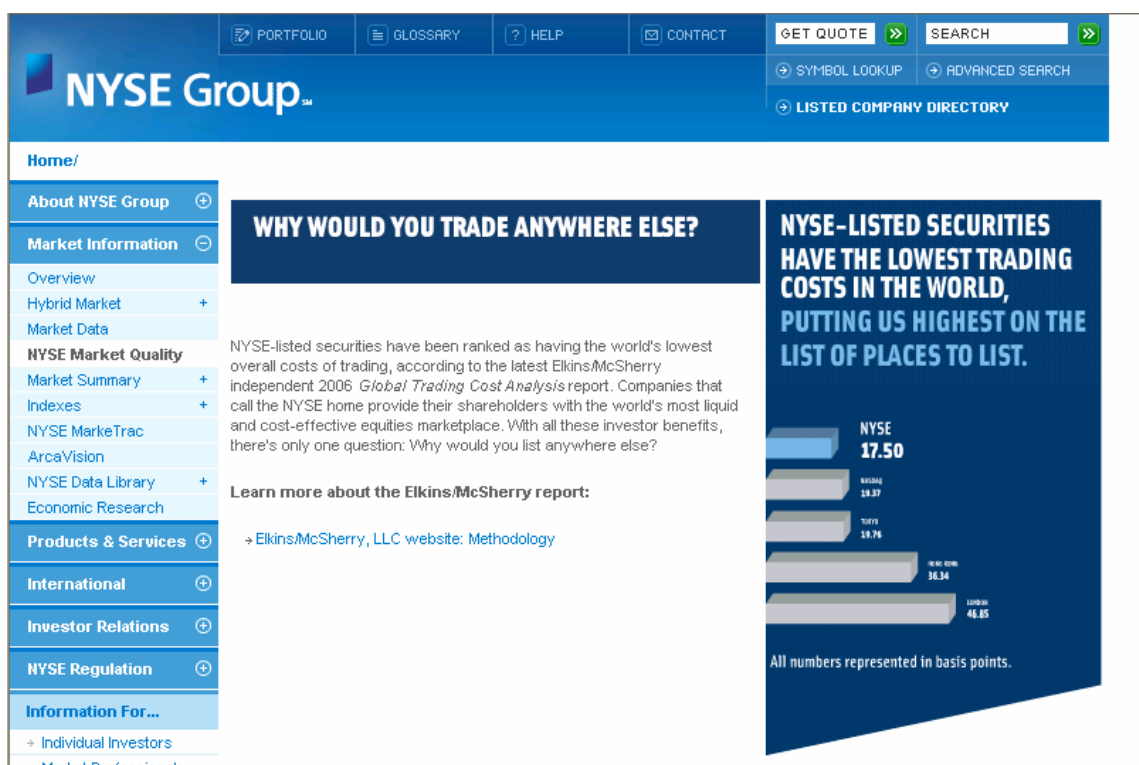 PORTFOLIO
GLOSSARY
? HELP
CONTACT
GET QUOTE
SEARCH
SYMBOL LOOKUP
ADVANCED SEARCH
LISTED COMPANY DIRECTORY
NYSE Group SM
Home/
About NYSE Group
Market Information
Overview
Hybrid Market +
Market Data
NYSE Market Quality
Market Summary +
Indexes +
NYSE MarkeTrac
ArcaVision
NYSE Data Library +
Economic Research
Products & Services
International
Investor Relations
NYSE Regulation
Information For...
Individual Investors
WHY WOULD YOU TRADE ANYWHERE ELSE?
NYSE-listed securities have been ranked as having the world's lowest
overall costs of trading, according to the latest Elkins/McSherry
independent 2006 Global Trading Cost Analysis report. Companies that
call the NYSE home provide their shareholders with the world's most liquid
and cost-effective equities marketplace. With all these investor benefits,
there's only one question: Why would you list anywhere else?
Learn more about the Elkins/McSherry report:
Elkins/McSherry, LLC website: Methodology
NYSE-LISTED SECURITIES
HAVE THE LOWEST TRADING
COSTS IN THE WORLD,
PUTTING US HIGHEST ON THE
LIST OF PLACES TO LIST.
NYSE
17.50
NASDAQ
19.37
TOKYO
19.76
HONG KONG
36.34
LONDON
46.85
All numbers represented in basis points.